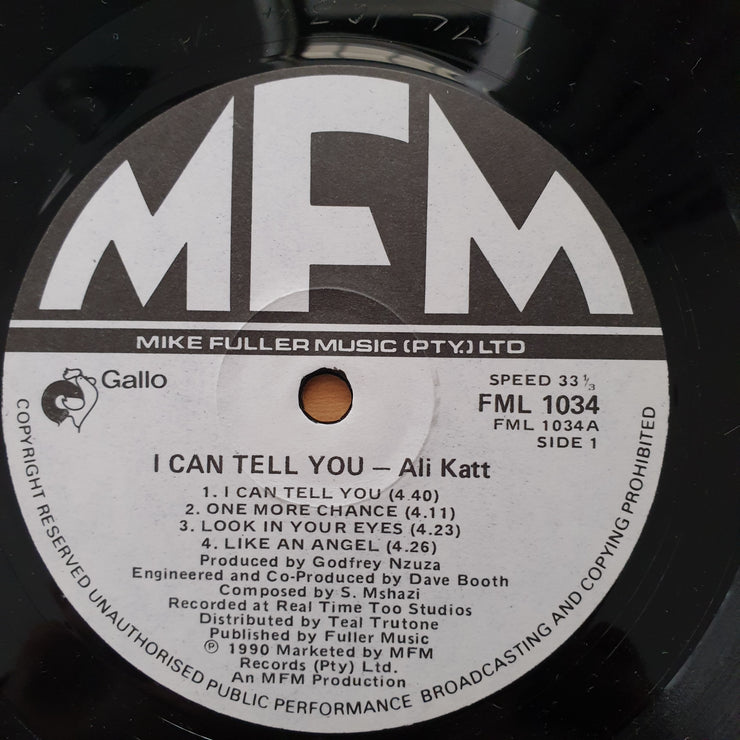 MFM
MIKE FULLER MUSIC (PTY.) LTD
Gallo
SPEED 33 1/3
FML 1034
FML 1034A
SIDE 1
I CAN TELL YOU – Ali Katt
1. I CAN TELL YOU (4.40)
2. ONE MORE CHANCE (4.11)
3. LOOK IN YOUR EYES (4.23)
4. LIKE AN ANGEL (4.26)
Produced by Godfrey Nzuza
Engineered and Co-Produced by Dave Booth
Composed by S. Mshazi
Recorded at Real Time Too Studios
Distributed by Teal Trutone
Published by Fuller Music
℗ 1990 Marketed by MFM
Records (Pty) Ltd.
An MFM Production
COPYRIGHT RESERVED UNAUTHORISED PUBLIC PERFORMANCE BROADCASTING AND COPYING PROHIBITED